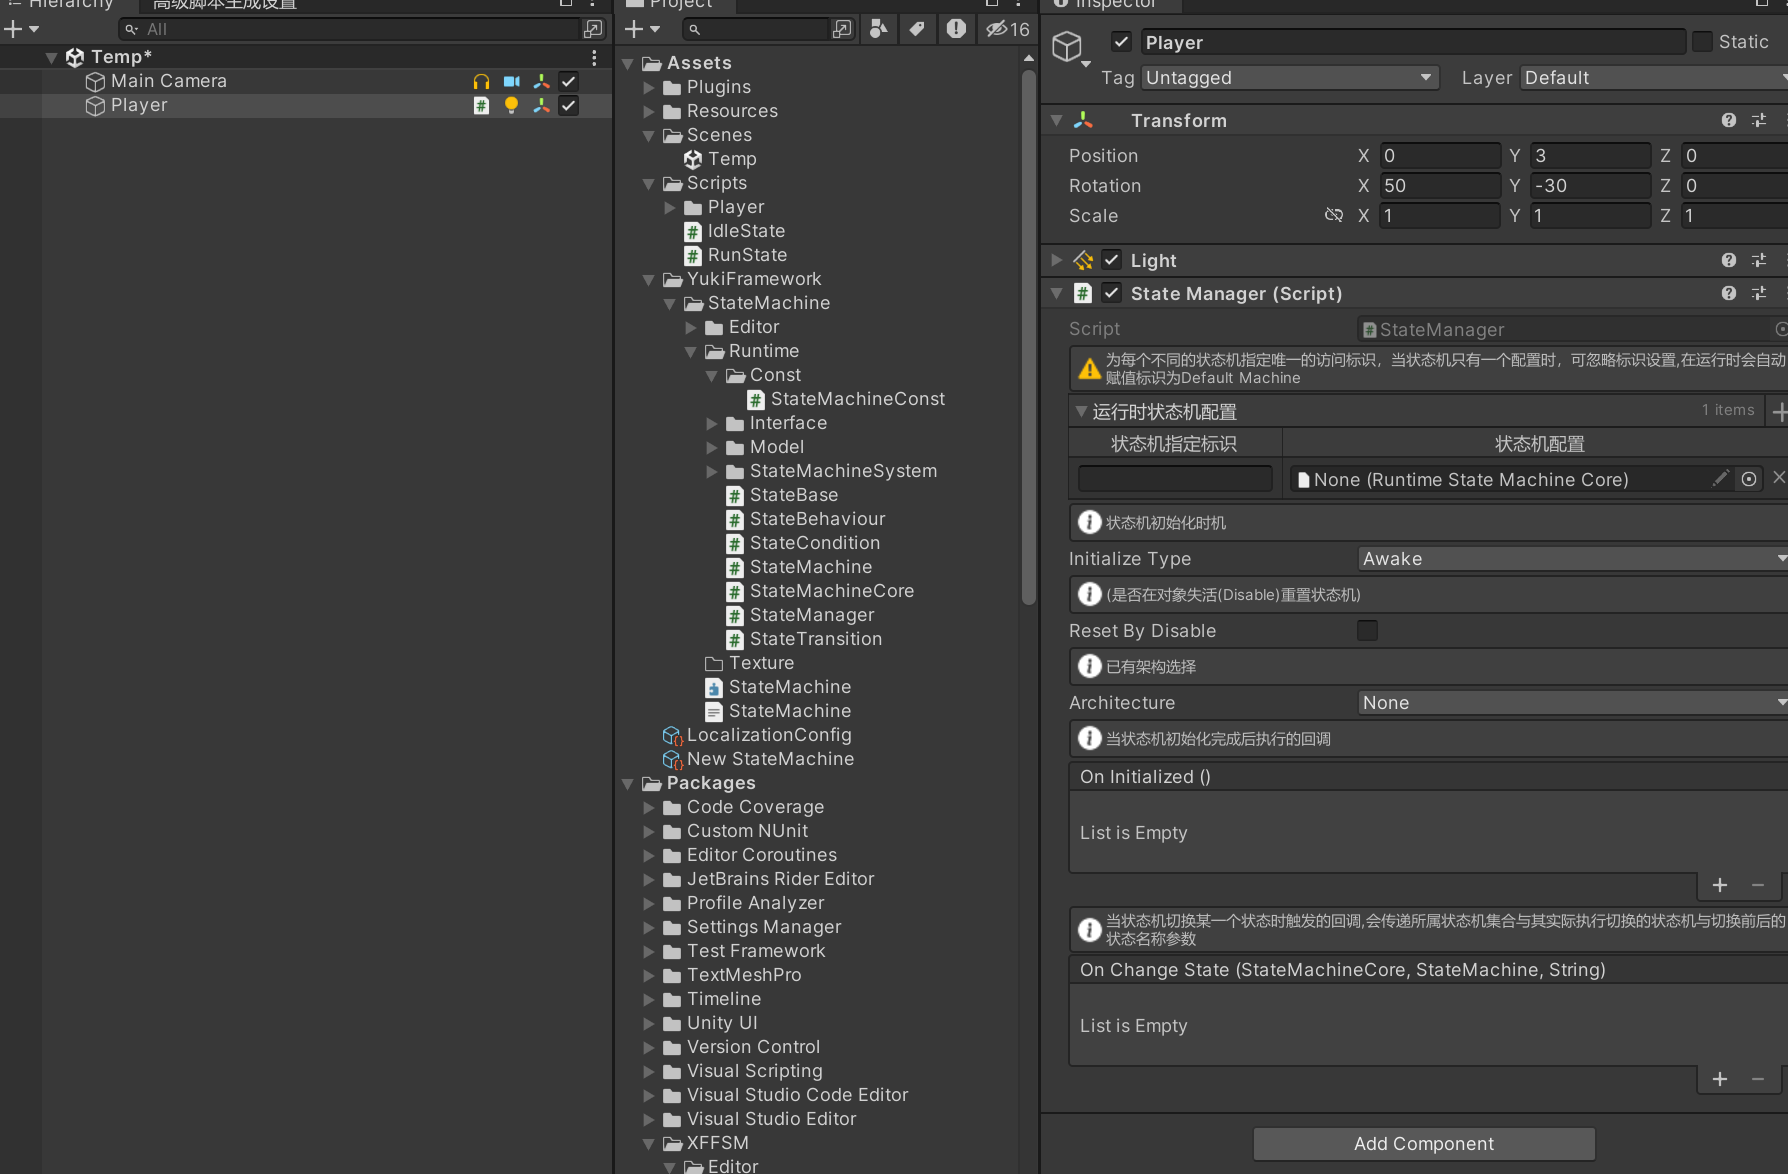 Hierarchy
高级脚本生成设置
All
Temp*
Main Camera
Player
Project
16
Assets
Plugins
Resources
Scenes
Temp
Scripts
Player
IdleState
RunState
YukiFramework
StateMachine
Editor
Runtime
Const
StateMachineConst
Interface
Model
StateMachineSystem
StateBase
StateBehaviour
StateCondition
StateMachine
StateMachineCore
StateManager
StateTransition
Texture
StateMachine
StateMachine
LocalizationConfig
New StateMachine
Packages
Code Coverage
Custom NUnit
Editor Coroutines
JetBrains Rider Editor
Profile Analyzer
Settings Manager
Test Framework
TextMeshPro
Timeline
Unity UI
Version Control
Visual Scripting
Visual Studio Code Editor
Visual Studio Editor
XFFSM
Editor
Inspector
Player
Static
Tag Untagged Layer Default
Transform
Position X 0 Y 3 Z 0
Rotation X 50 Y -30 Z 0
Scale X 1 Y 1 Z 1
Light
State Manager (Script)
Script StateManager
为每个不同的状态机指定唯一的访问标识，当状态机只有一个配置时，可忽略标识设置,在运行时会自动
赋值标识为Default Machine
运行时状态机配置 1 items
状态机指定标识 状态机配置
None (Runtime State Machine Core)
状态机初始化时机
Initialize Type Awake
(是否在对象失活(Disable)重置状态机)
Reset By Disable
已有架构选择
Architecture None
当状态机初始化完成后执行的回调
On Initialized ()
List is Empty
当状态机切换某一个状态时触发的回调,会传递所属状态机集合与其实际执行切换的状态机与切换前后的
状态名称参数
On Change State (StateMachineCore, StateMachine, String)
List is Empty
Add Component